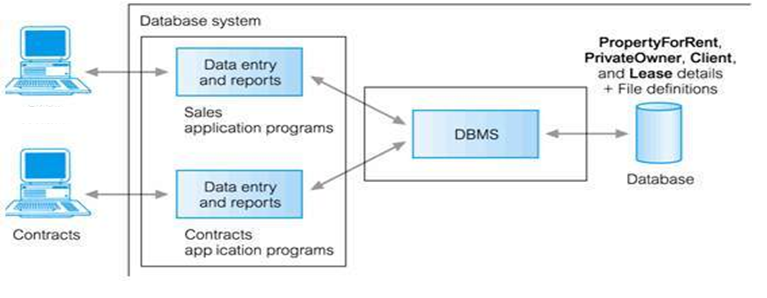 Database system
Data entry
and reports
Sales
application programs
PropertyForRent,
PrivateOwner, Client,
and Lease details
+ File definitions
DBMS
Database
Contracts
Data entry
and reports
Contracts
app ication programs